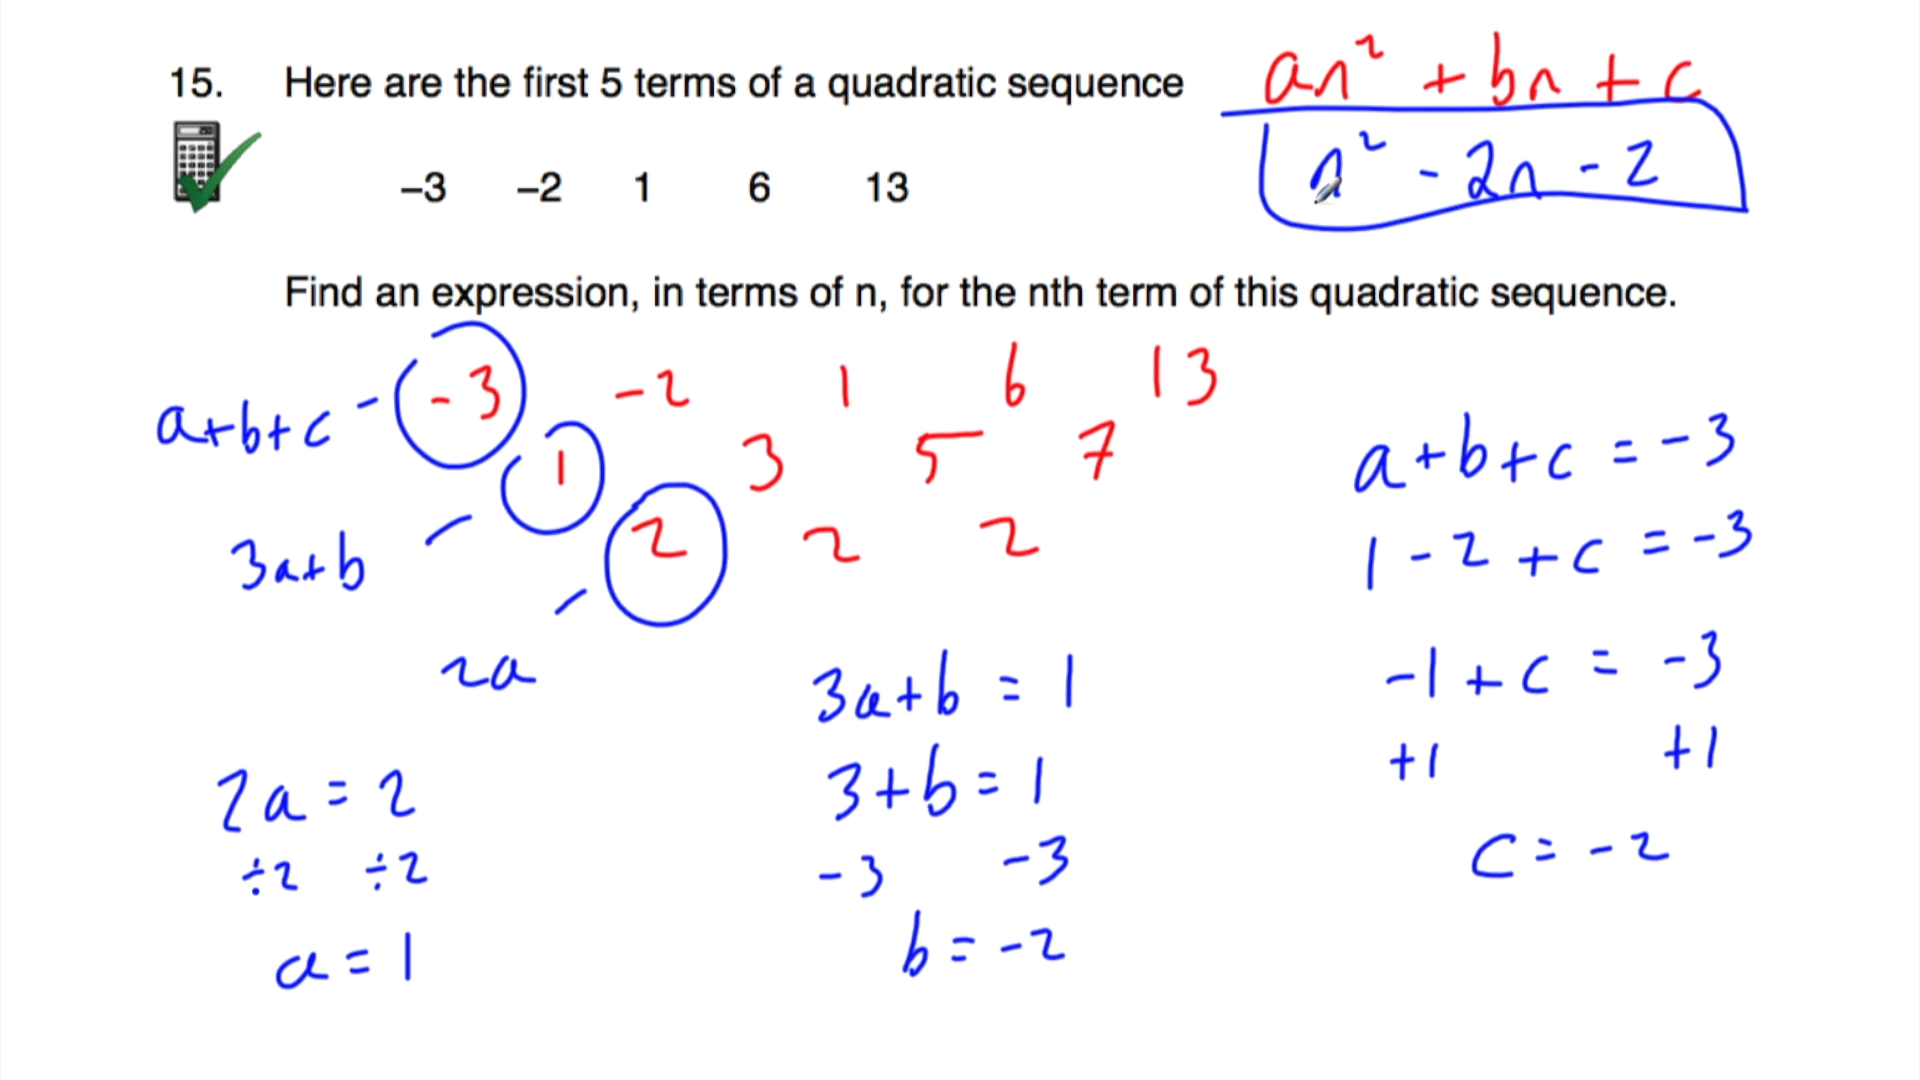 15. Here are the first 5 terms of a quadratic sequence
an² + bn + c
n² - 2n - 2
−3 −2 1 6 13
Find an expression, in terms of n, for the nth term of this quadratic sequence.
a+b+c - -3 -2 1 6 13
1 3 5 7
3a+b
2 2 2
2a
2a = 2
÷2 ÷2
a = 1
3a+b = 1
3+b = 1
-3 -3
b = -2
a+b+c = -3
1-2+c = -3
-1+c = -3
+1 +1
c = -2